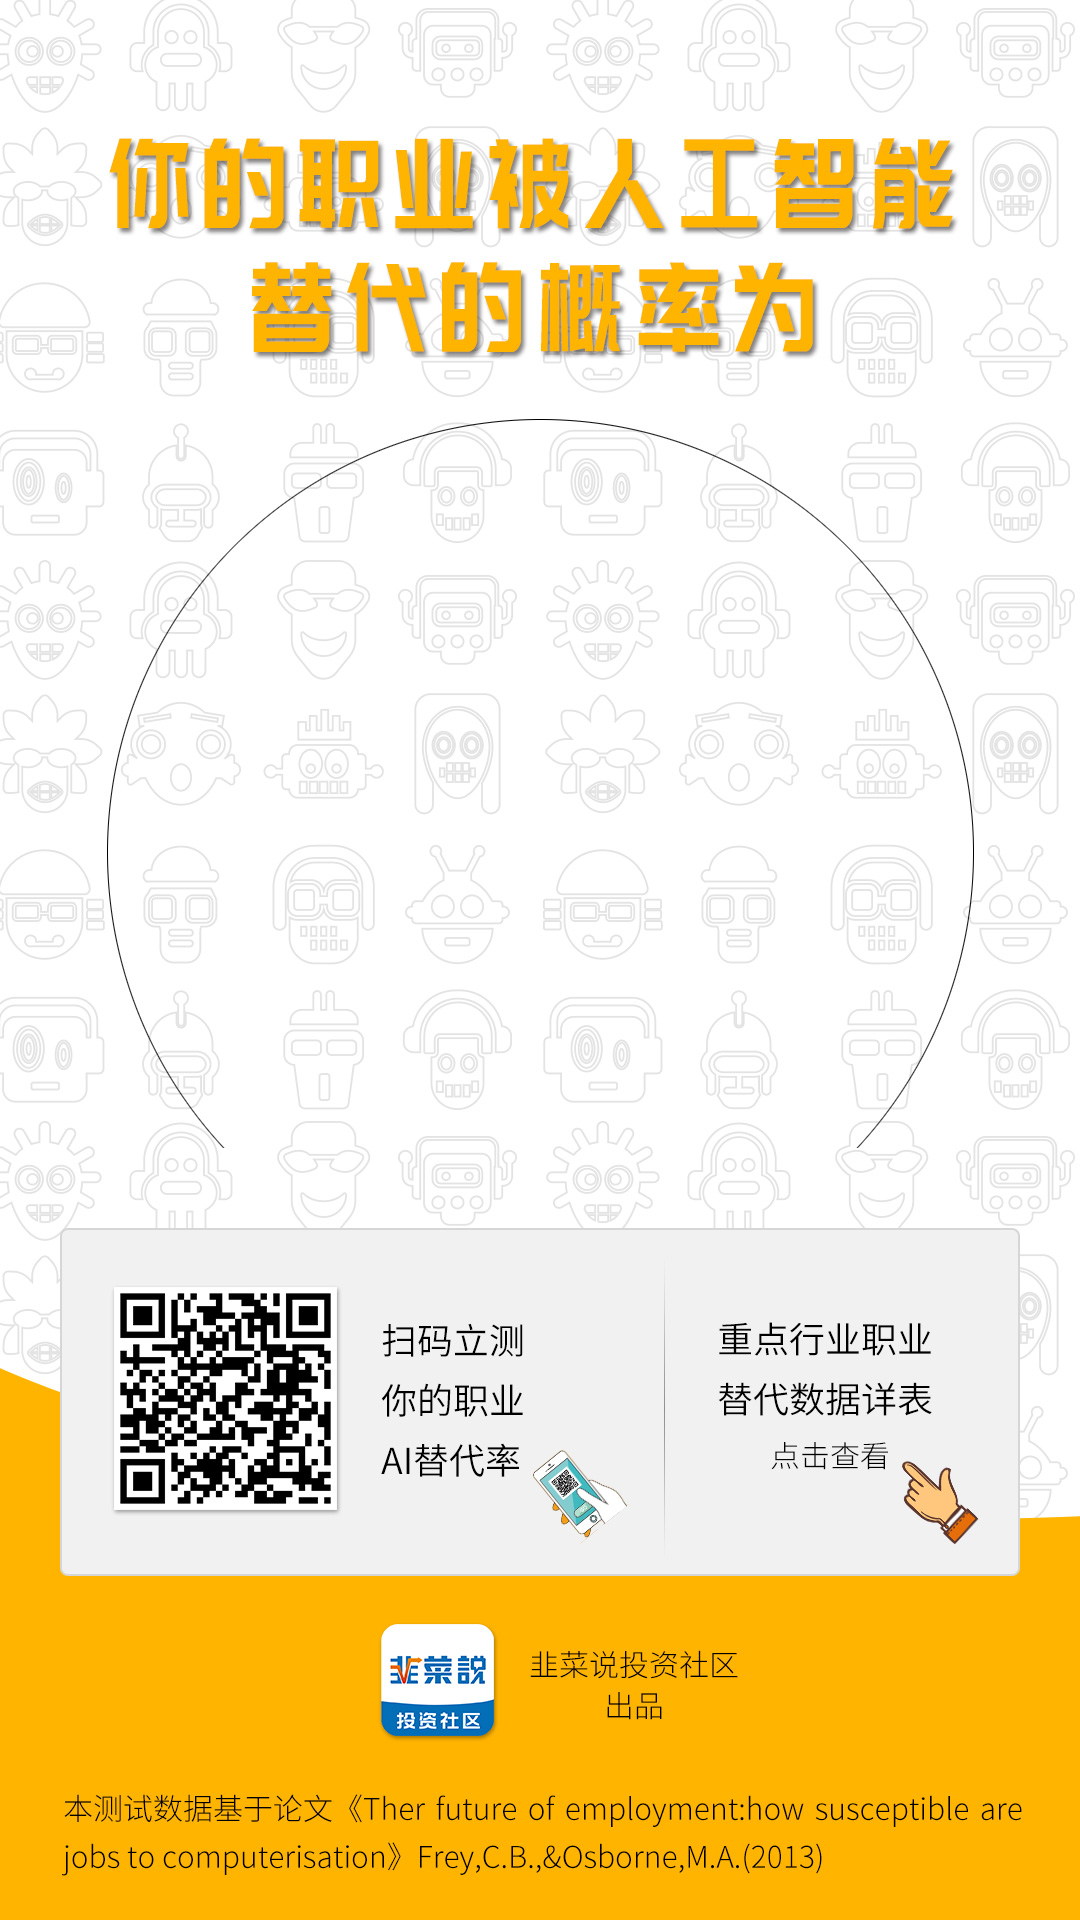 你的职业被人工智能
替代的概率为
扫码立测
你的职业
AI替代率
重点行业职业
替代数据详表
点击查看
韭菜説
投资社区
韭菜说投资社区
出品
本测试数据基于论文《Ther future of employment:how susceptible are
jobs to computerisation》Frey,C.B.,&Osborne,M.A.(2013)